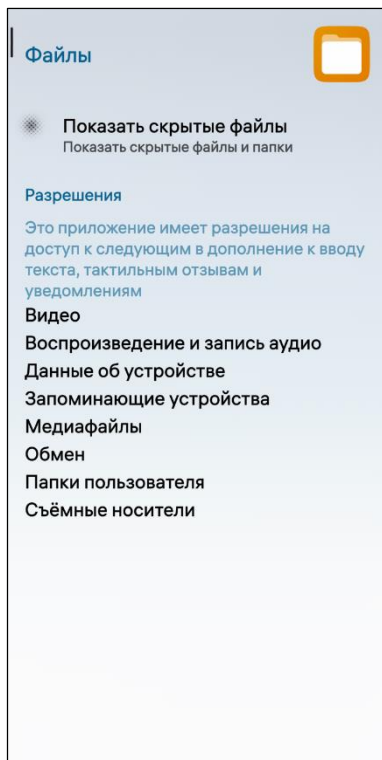 Файлы
Показать скрытые файлы
Показать скрытые файлы и папки
Разрешения
Это приложение имеет разрешения на
доступ к следующим в дополнение к вводу
текста, тактильным отзывам и
уведомлениям
Видео
Воспроизведение и запись аудио
Данные об устройстве
Запоминающие устройства
Медиафайлы
Обмен
Папки пользователя
Съёмные носители